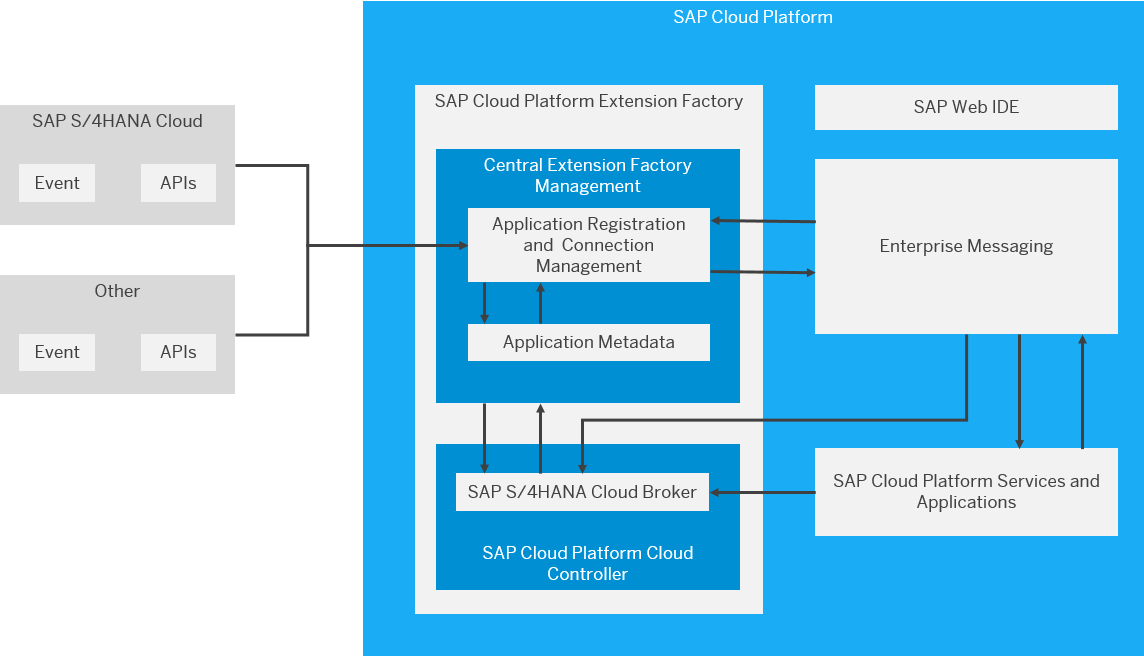 SAP Cloud Platform
SAP Cloud Platform Extension Factory
SAP Web IDE
SAP S/4HANA Cloud
Event
APIs
Central Extension Factory
Management
Application Registration
and Connection
Management
Enterprise Messaging
Other
Event
APIs
Application Metadata
SAP S/4HANA Cloud Broker
SAP Cloud Platform Services and
Applications
SAP Cloud Platform Cloud
Controller